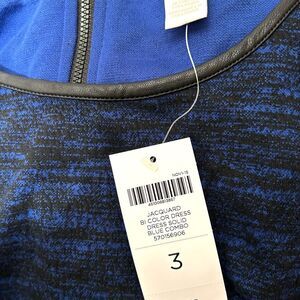 NOV1-15
JACQUARD
BI COLOR DRESS
DRESS SOLID
BLUE COMBO
570156906
3